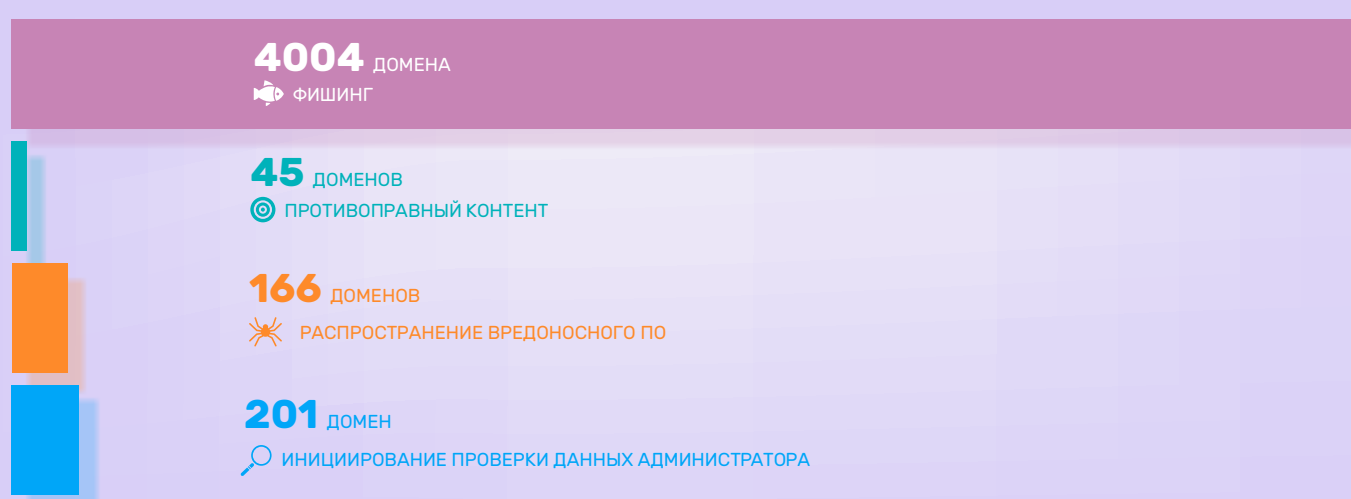 4004 ДОМЕНА
ФИШИНГ
45 ДОМЕНОВ
ПРОТИВОПРАВНЫЙ КОНТЕНТ
166 ДОМЕНОВ
РАСПРОСТРАНЕНИЕ ВРЕДОНОСНОГО ПО
201 ДОМЕН
ИНИЦИИРОВАНИЕ ПРОВЕРКИ ДАННЫХ АДМИНИСТРАТОРА